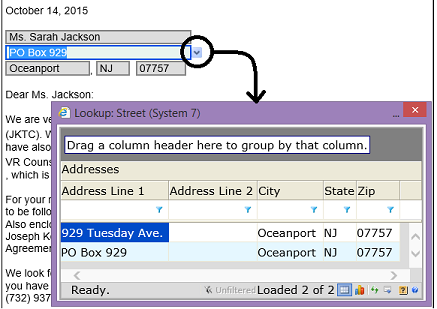 October 14, 2015
Ms. Sarah Jackson
PO Box 929
Oceanport , NJ 07757
Dear Ms. Jackson:
We are ve
(JKTC). W
have also
VR Couns
, which is
For your r
to be follo
Also enclo
Joseph Ko
Agreemen
We look fo
you have
(732) 937
Lookup: Street (System 7)
Drag a column header here to group by that column.
Addresses
Address Line 1 Address Line 2 City State Zip
929 Tuesday Ave. Oceanport NJ 07757
PO Box 929 Oceanport NJ 07757
Ready. Unfiltered Loaded 2 of 2